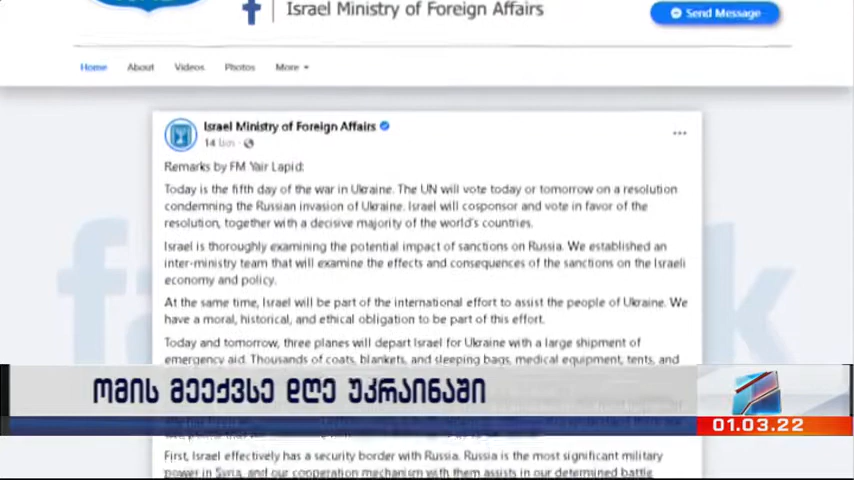 Israel Ministry of Foreign Affairs
Send Message
Home About Videos Photos More
Israel Ministry of Foreign Affairs
Remarks by FM Yair Lapid:
Today is the fifth day of the war in Ukraine. The UN will vote today or tomorrow on a resolution
condemning the Russian invasion of Ukraine. Israel will cosponsor and vote in favor of the
resolution, together with a decisive majority of the world's countries.
Israel is thoroughly examining the potential impact of sanctions on Russia. We established an
inter-ministry team that will examine the effects and consequences of the sanctions on the Israeli
economy and policy.
At the same time, Israel will be part of the international effort to assist the people of Ukraine. We
have a moral, historical, and ethical obligation to be part of this effort.
Today and tomorrow, three planes will depart Israel for Ukraine with a large shipment of
emergency aid. Thousands of coats, blankets, and sleeping bags, medical equipment, tents, and
ომის მეექვსე დღე უკრაინაში
01.03.22
First, Israel effectively has a security border with Russia. Russia is the most significant military
power in Syria, and our cooperation mechanism with them assists in our determined battle